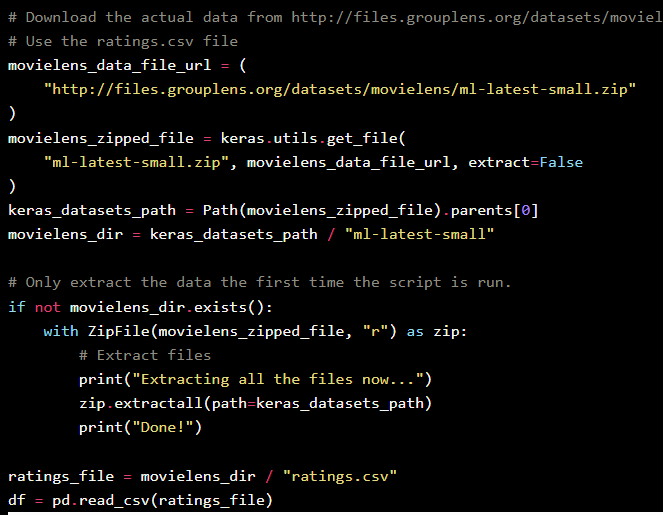 # Download the actual data from http://files.grouplens.org/datasets/moviel
# Use the ratings.csv file
movielens_data_file_url = (
    "http://files.grouplens.org/datasets/movielens/ml-latest-small.zip"
)
movielens_zipped_file = keras.utils.get_file(
    "ml-latest-small.zip", movielens_data_file_url, extract=False
)
keras_datasets_path = Path(movielens_zipped_file).parents[0]
movielens_dir = keras_datasets_path / "ml-latest-small"

# Only extract the data the first time the script is run.
if not movielens_dir.exists():
    with ZipFile(movielens_zipped_file, "r") as zip:
        # Extract files
        print("Extracting all the files now...")
        zip.extractall(path=keras_datasets_path)
        print("Done!")

ratings_file = movielens_dir / "ratings.csv"
df = pd.read_csv(ratings_file)